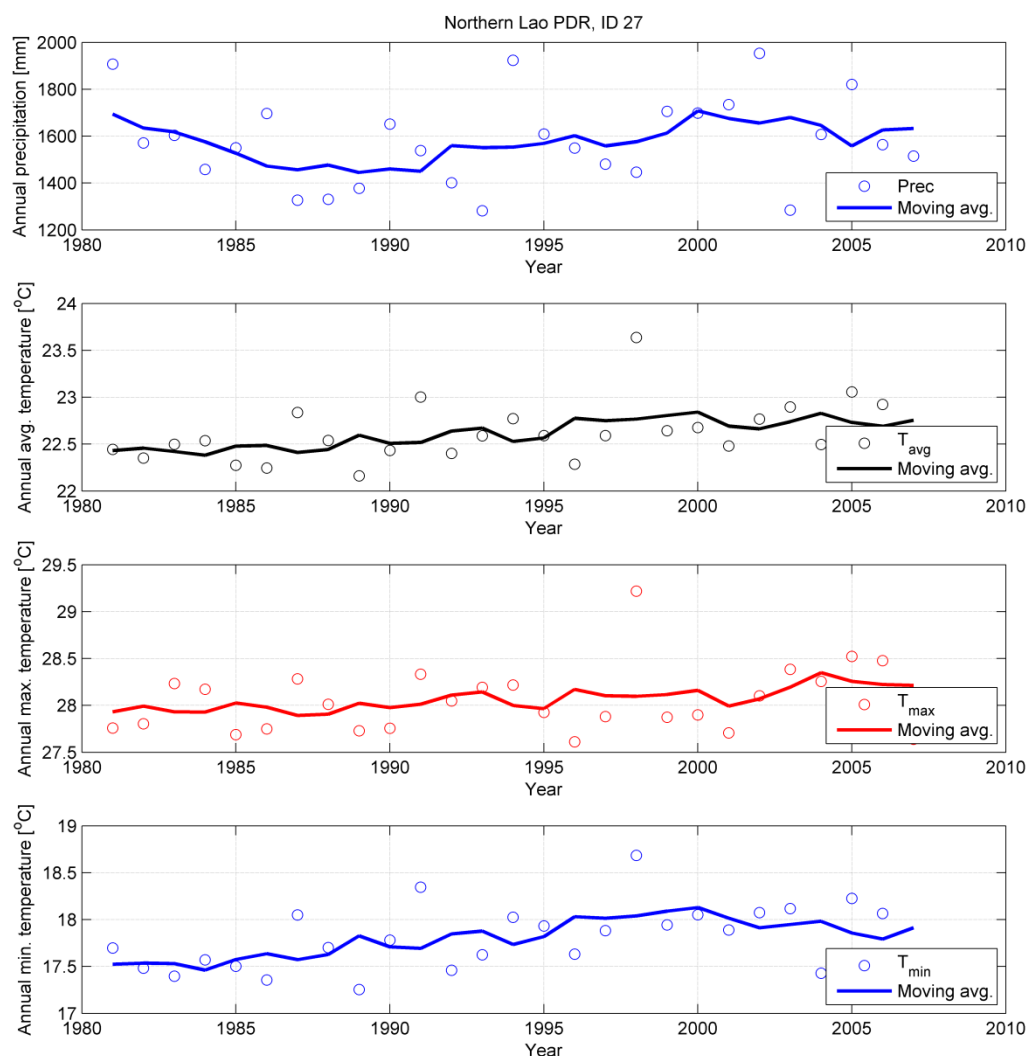 Northern Lao PDR, ID 27
Annual precipitation [mm]
2000
1800
1600
1400
1200
Prec
Moving avg.
1980 1985 1990 1995 2000 2005 2010
Year
Annual avg. temperature [°C]
24
23.5
23
22.5
22
T_avg
Moving avg.
1980 1985 1990 1995 2000 2005 2010
Year
Annual max. temperature [°C]
29.5
29
28.5
28
27.5
T_max
Moving avg.
1980 1985 1990 1995 2000 2005 2010
Year
Annual min. temperature [°C]
19
18.5
18
17.5
17
T_min
Moving avg.
1980 1985 1990 1995 2000 2005 2010
Year